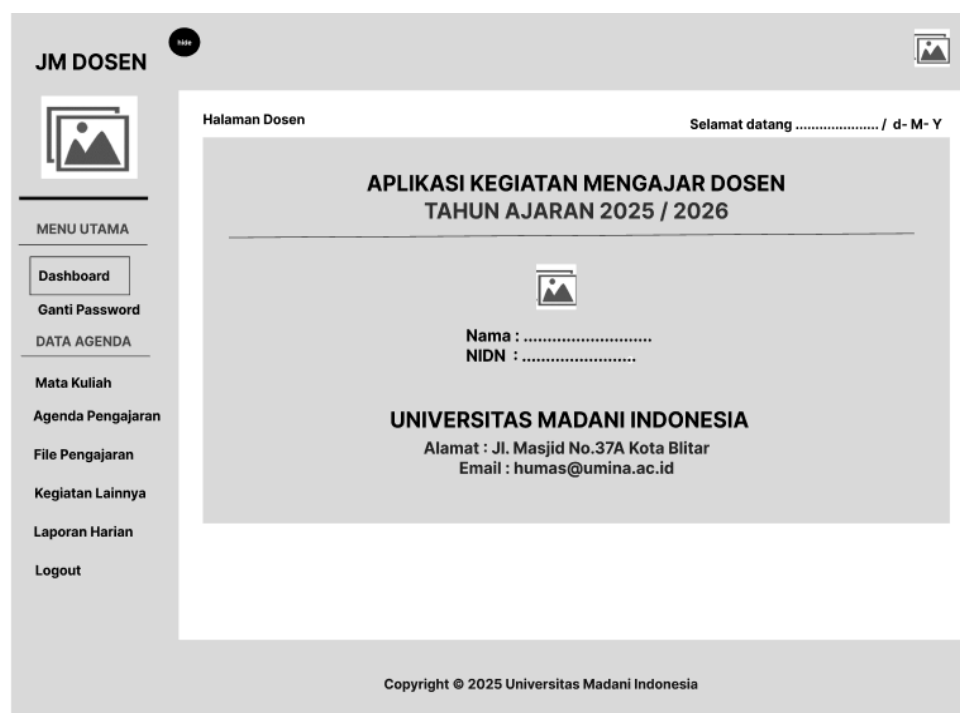 JM DOSEN
hide
MENU UTAMA
Dashboard
Ganti Password
DATA AGENDA
Mata Kuliah
Agenda Pengajaran
File Pengajaran
Kegiatan Lainnya
Laporan Harian
Logout
Halaman Dosen
Selamat datang ..................... / d- M- Y
APLIKASI KEGIATAN MENGAJAR DOSEN
TAHUN AJARAN 2025 / 2026
Nama : ...........................
NIDN : ........................
UNIVERSITAS MADANI INDONESIA
Alamat : Jl. Masjid No.37A Kota Blitar
Email : humas@umina.ac.id
Copyright © 2025 Universitas Madani Indonesia